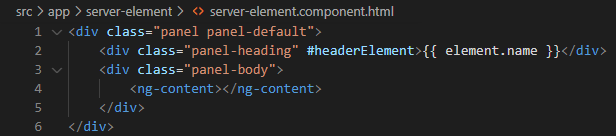 src > app > server-element > <> server-element.component.html
1 <div class="panel panel-default">
2 <div class="panel-heading" #headerElement>{{ element.name }}</div>
3 <div class="panel-body">
4 <ng-content></ng-content>
5 </div>
6 </div>